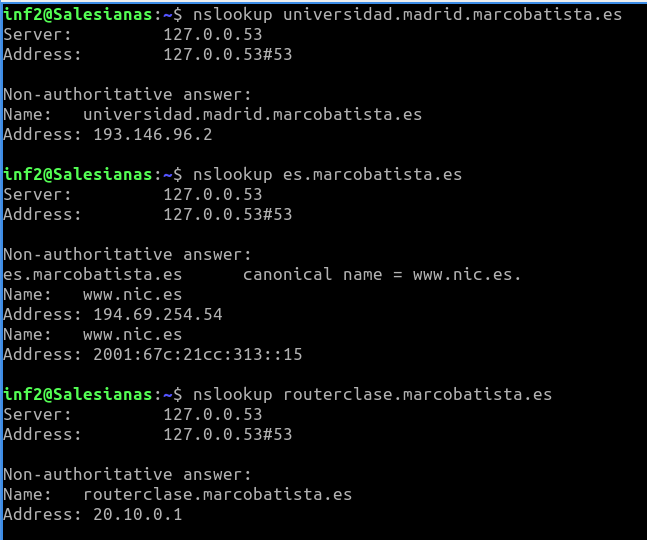 inf2@Salesianas:~$ nslookup universidad.madrid.marcobatista.es
Server:         127.0.0.53
Address:        127.0.0.53#53

Non-authoritative answer:
Name:   universidad.madrid.marcobatista.es
Address: 193.146.96.2

inf2@Salesianas:~$ nslookup es.marcobatista.es
Server:         127.0.0.53
Address:        127.0.0.53#53

Non-authoritative answer:
es.marcobatista.es      canonical name = www.nic.es.
Name:   www.nic.es
Address: 194.69.254.54
Name:   www.nic.es
Address: 2001:67c:21cc:313::15

inf2@Salesianas:~$ nslookup routerclase.marcobatista.es
Server:         127.0.0.53
Address:        127.0.0.53#53

Non-authoritative answer:
Name:   routerclase.marcobatista.es
Address: 20.10.0.1